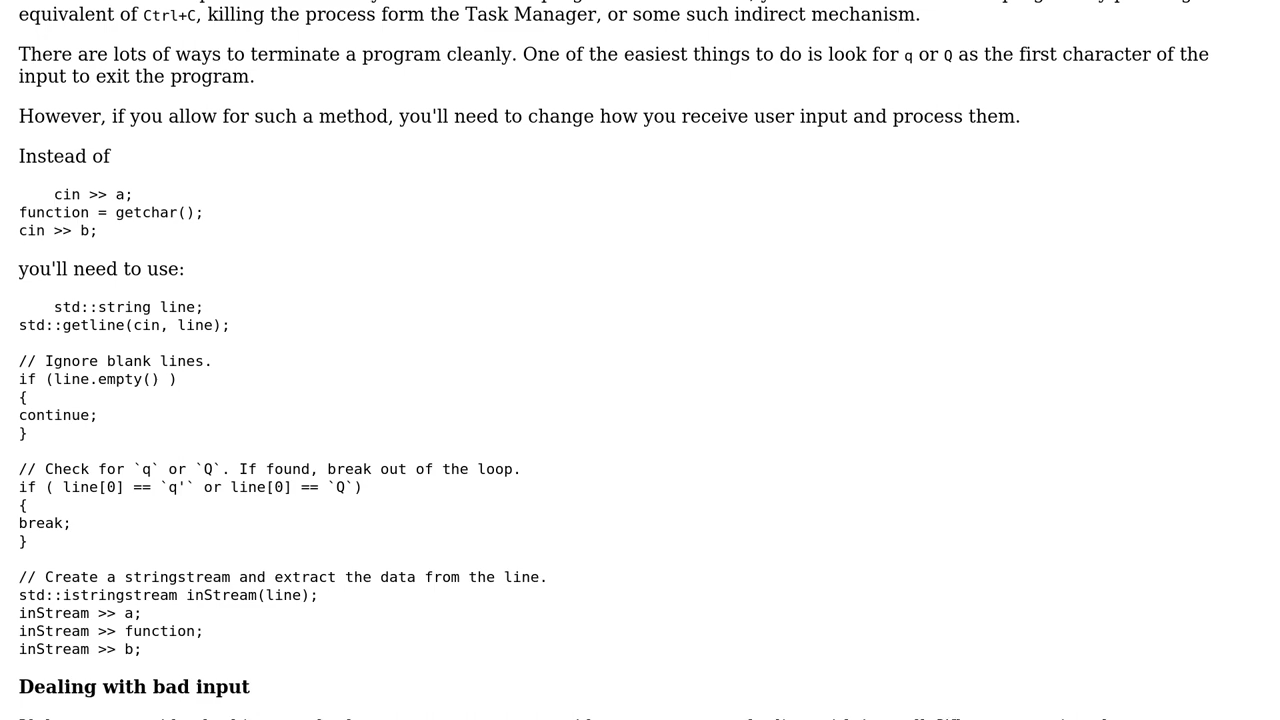 equivalent of Ctrl+C, killing the process form the Task Manager, or some such indirect mechanism.
There are lots of ways to terminate a program cleanly. One of the easiest things to do is look for q or Q as the first character of the
input to exit the program.
However, if you allow for such a method, you'll need to change how you receive user input and process them.
Instead of
    cin >> a;
function = getchar();
cin >> b;
you'll need to use:
    std::string line;
std::getline(cin, line);
// Ignore blank lines.
if (line.empty() )
{
continue;
}
// Check for `q` or `Q`. If found, break out of the loop.
if ( line[0] == `q'` or line[0] == `Q`)
{
break;
}
// Create a stringstream and extract the data from the line.
std::istringstream inStream(line);
inStream >> a;
inStream >> function;
inStream >> b;
Dealing with bad input